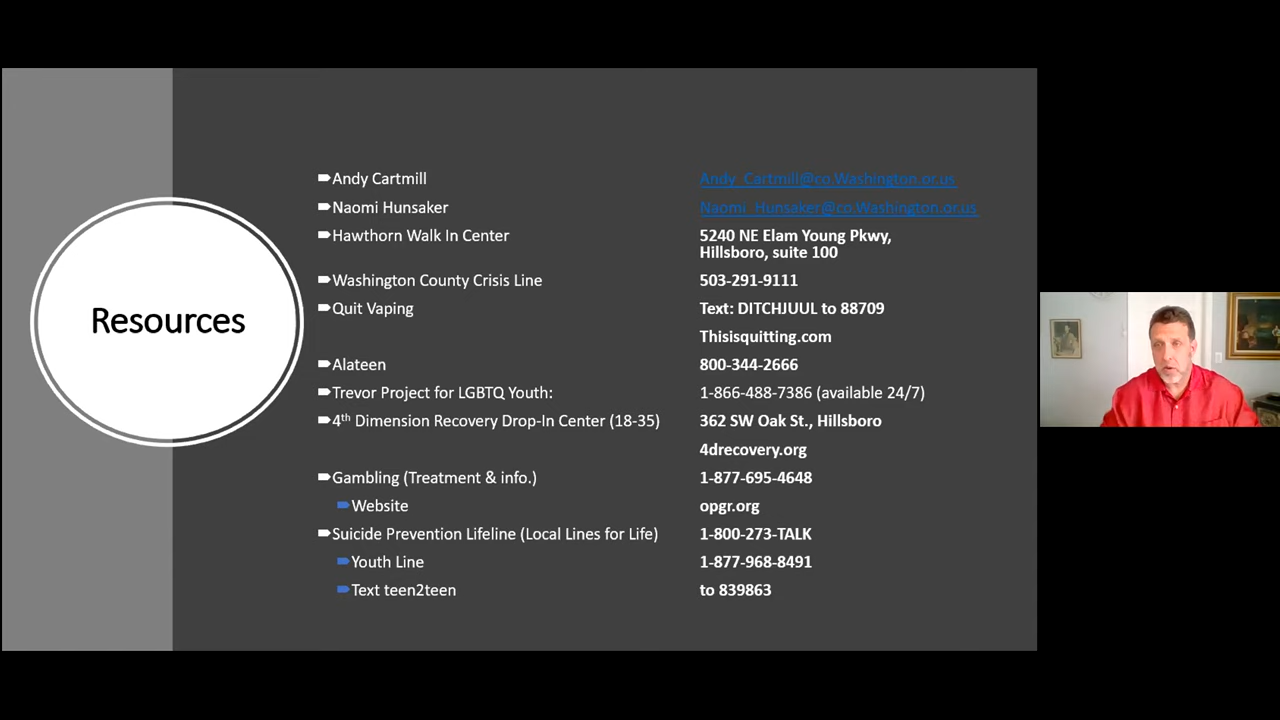 Resources
Andy Cartmill Andy_Cartmill@co.Washington.or.us
Naomi Hunsaker Naomi_Hunsaker@co.Washington.or.us
Hawthorn Walk In Center 5240 NE Elam Young Pkwy,
Hillsboro, suite 100
Washington County Crisis Line 503-291-9111
Quit Vaping Text: DITCHJUUL to 88709
Thisisquitting.com
Alateen 800-344-2666
Trevor Project for LGBTQ Youth: 1-866-488-7386 (available 24/7)
4th Dimension Recovery Drop-In Center (18-35) 362 SW Oak St., Hillsboro
4drecovery.org
Gambling (Treatment & info.) 1-877-695-4648
Website opgr.org
Suicide Prevention Lifeline (Local Lines for Life) 1-800-273-TALK
Youth Line 1-877-968-8491
Text teen2teen to 839863